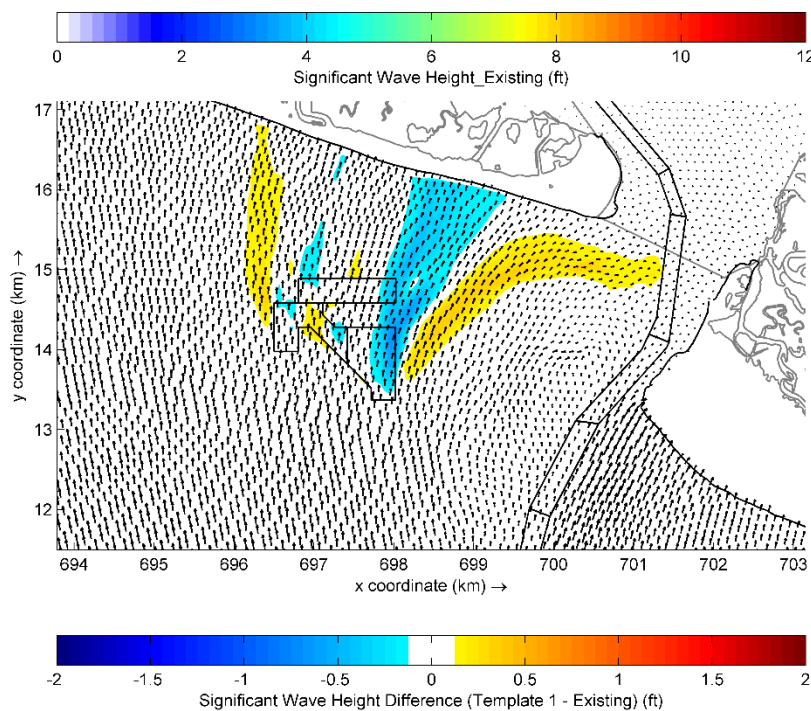 0 2 4 6 8 10 12
Significant Wave Height_Existing (ft)
17
16
15
14
13
12
y coordinate (km) →
694 695 696 697 698 699 700 701 702 703
x coordinate (km) →
-2 -1.5 -1 -0.5 0 0.5 1 1.5 2
Significant Wave Height Difference (Template 1 - Existing) (ft)